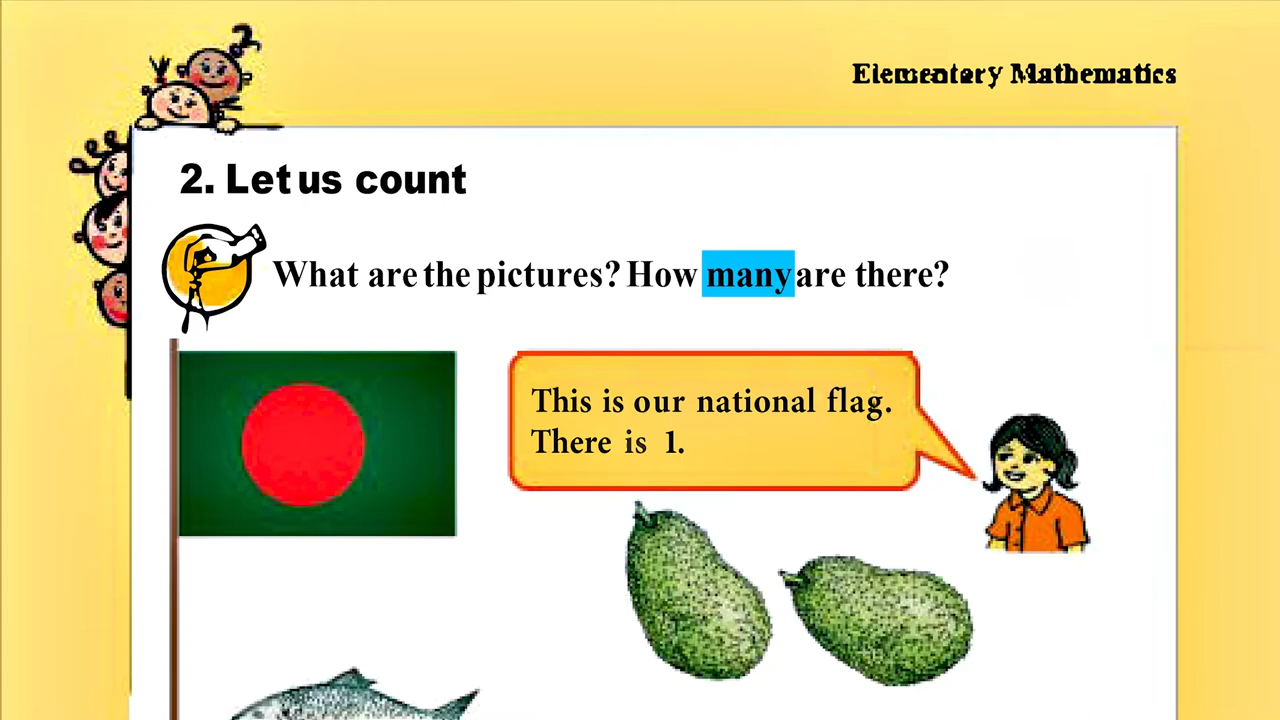 Elementary Mathematics
2. Let us count
What are the pictures? How many are there?
This is our national flag.
There is 1.